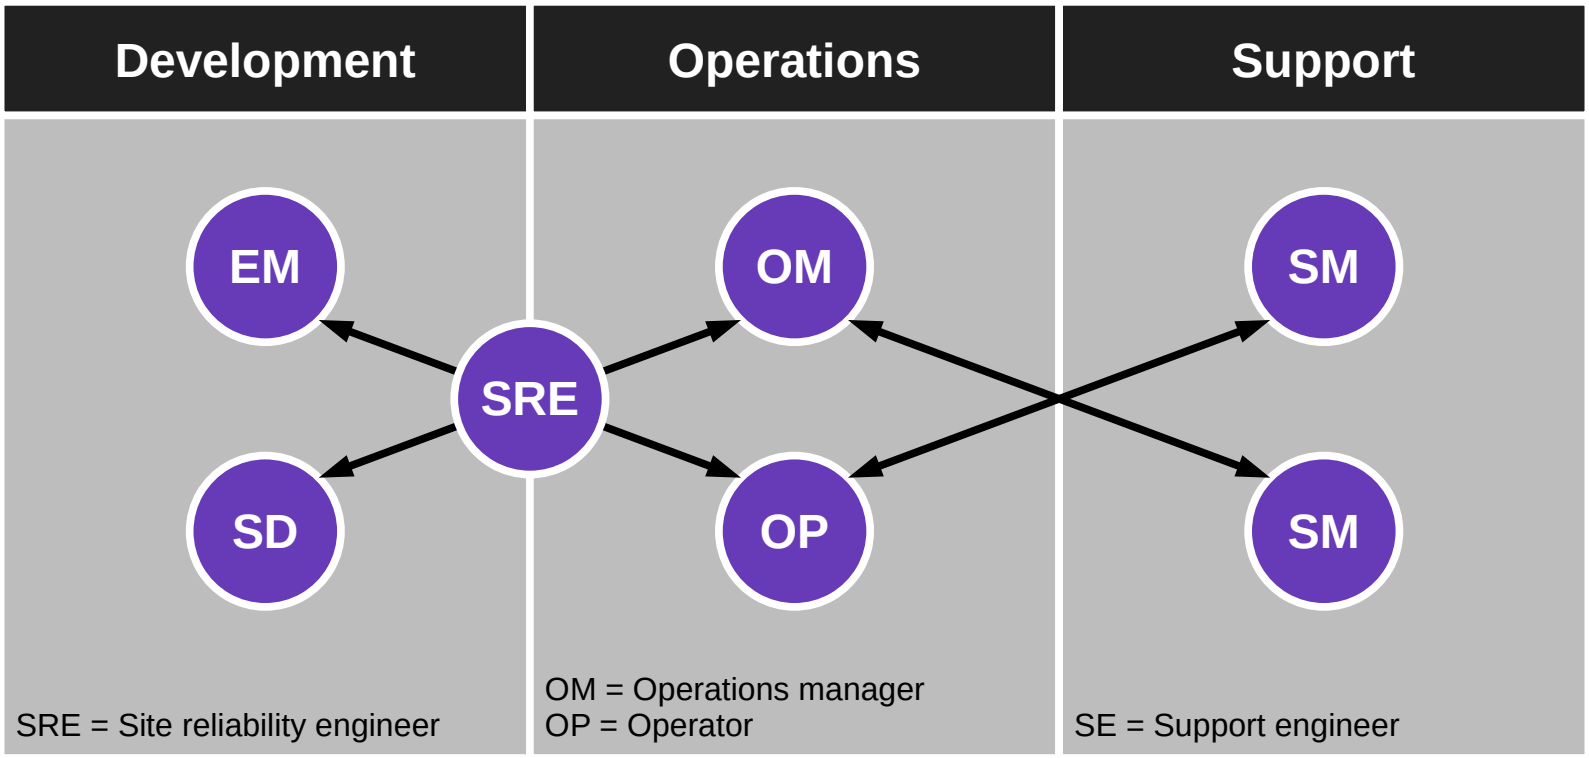 Development
Operations
Support
EM
OM
SM
SRE
SD
OP
SM
SRE = Site reliability engineer
OM = Operations manager
OP = Operator
SE = Support engineer